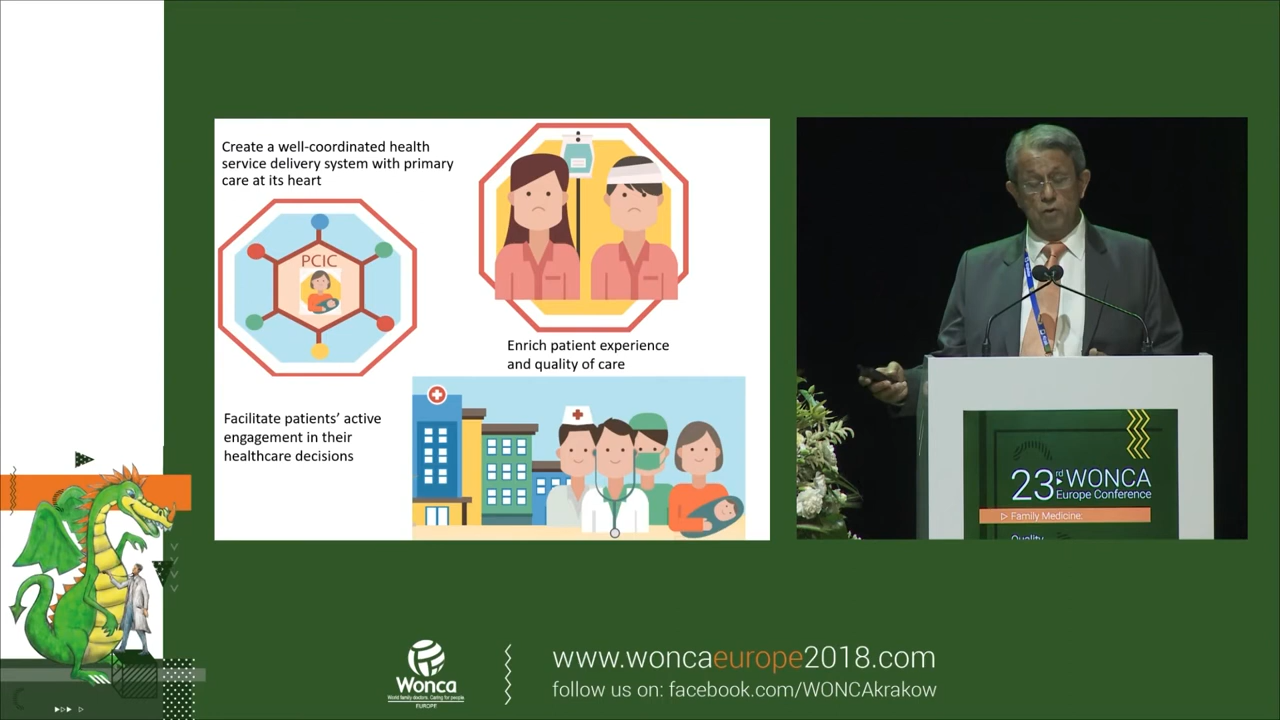 Create a well-coordinated health
service delivery system with primary
care at its heart
PCIC
Enrich patient experience
and quality of care
Facilitate patients’ active
engagement in their
healthcare decisions
23rd WONCA
Europe Conference
Family Medicine:
Quality
Wonca
World family doctors. Caring for people.
EUROPE
www.woncaeurope2018.com
follow us on: facebook.com/WONCAkrakow